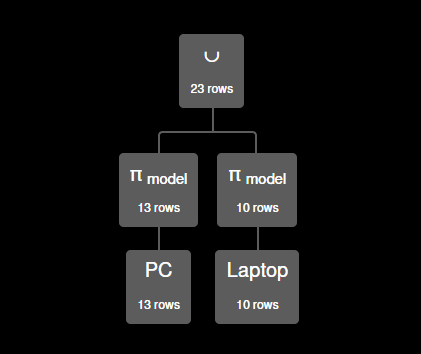 ∪
23 rows
π model
π model
13 rows
10 rows
PC
Laptop
13 rows
10 rows